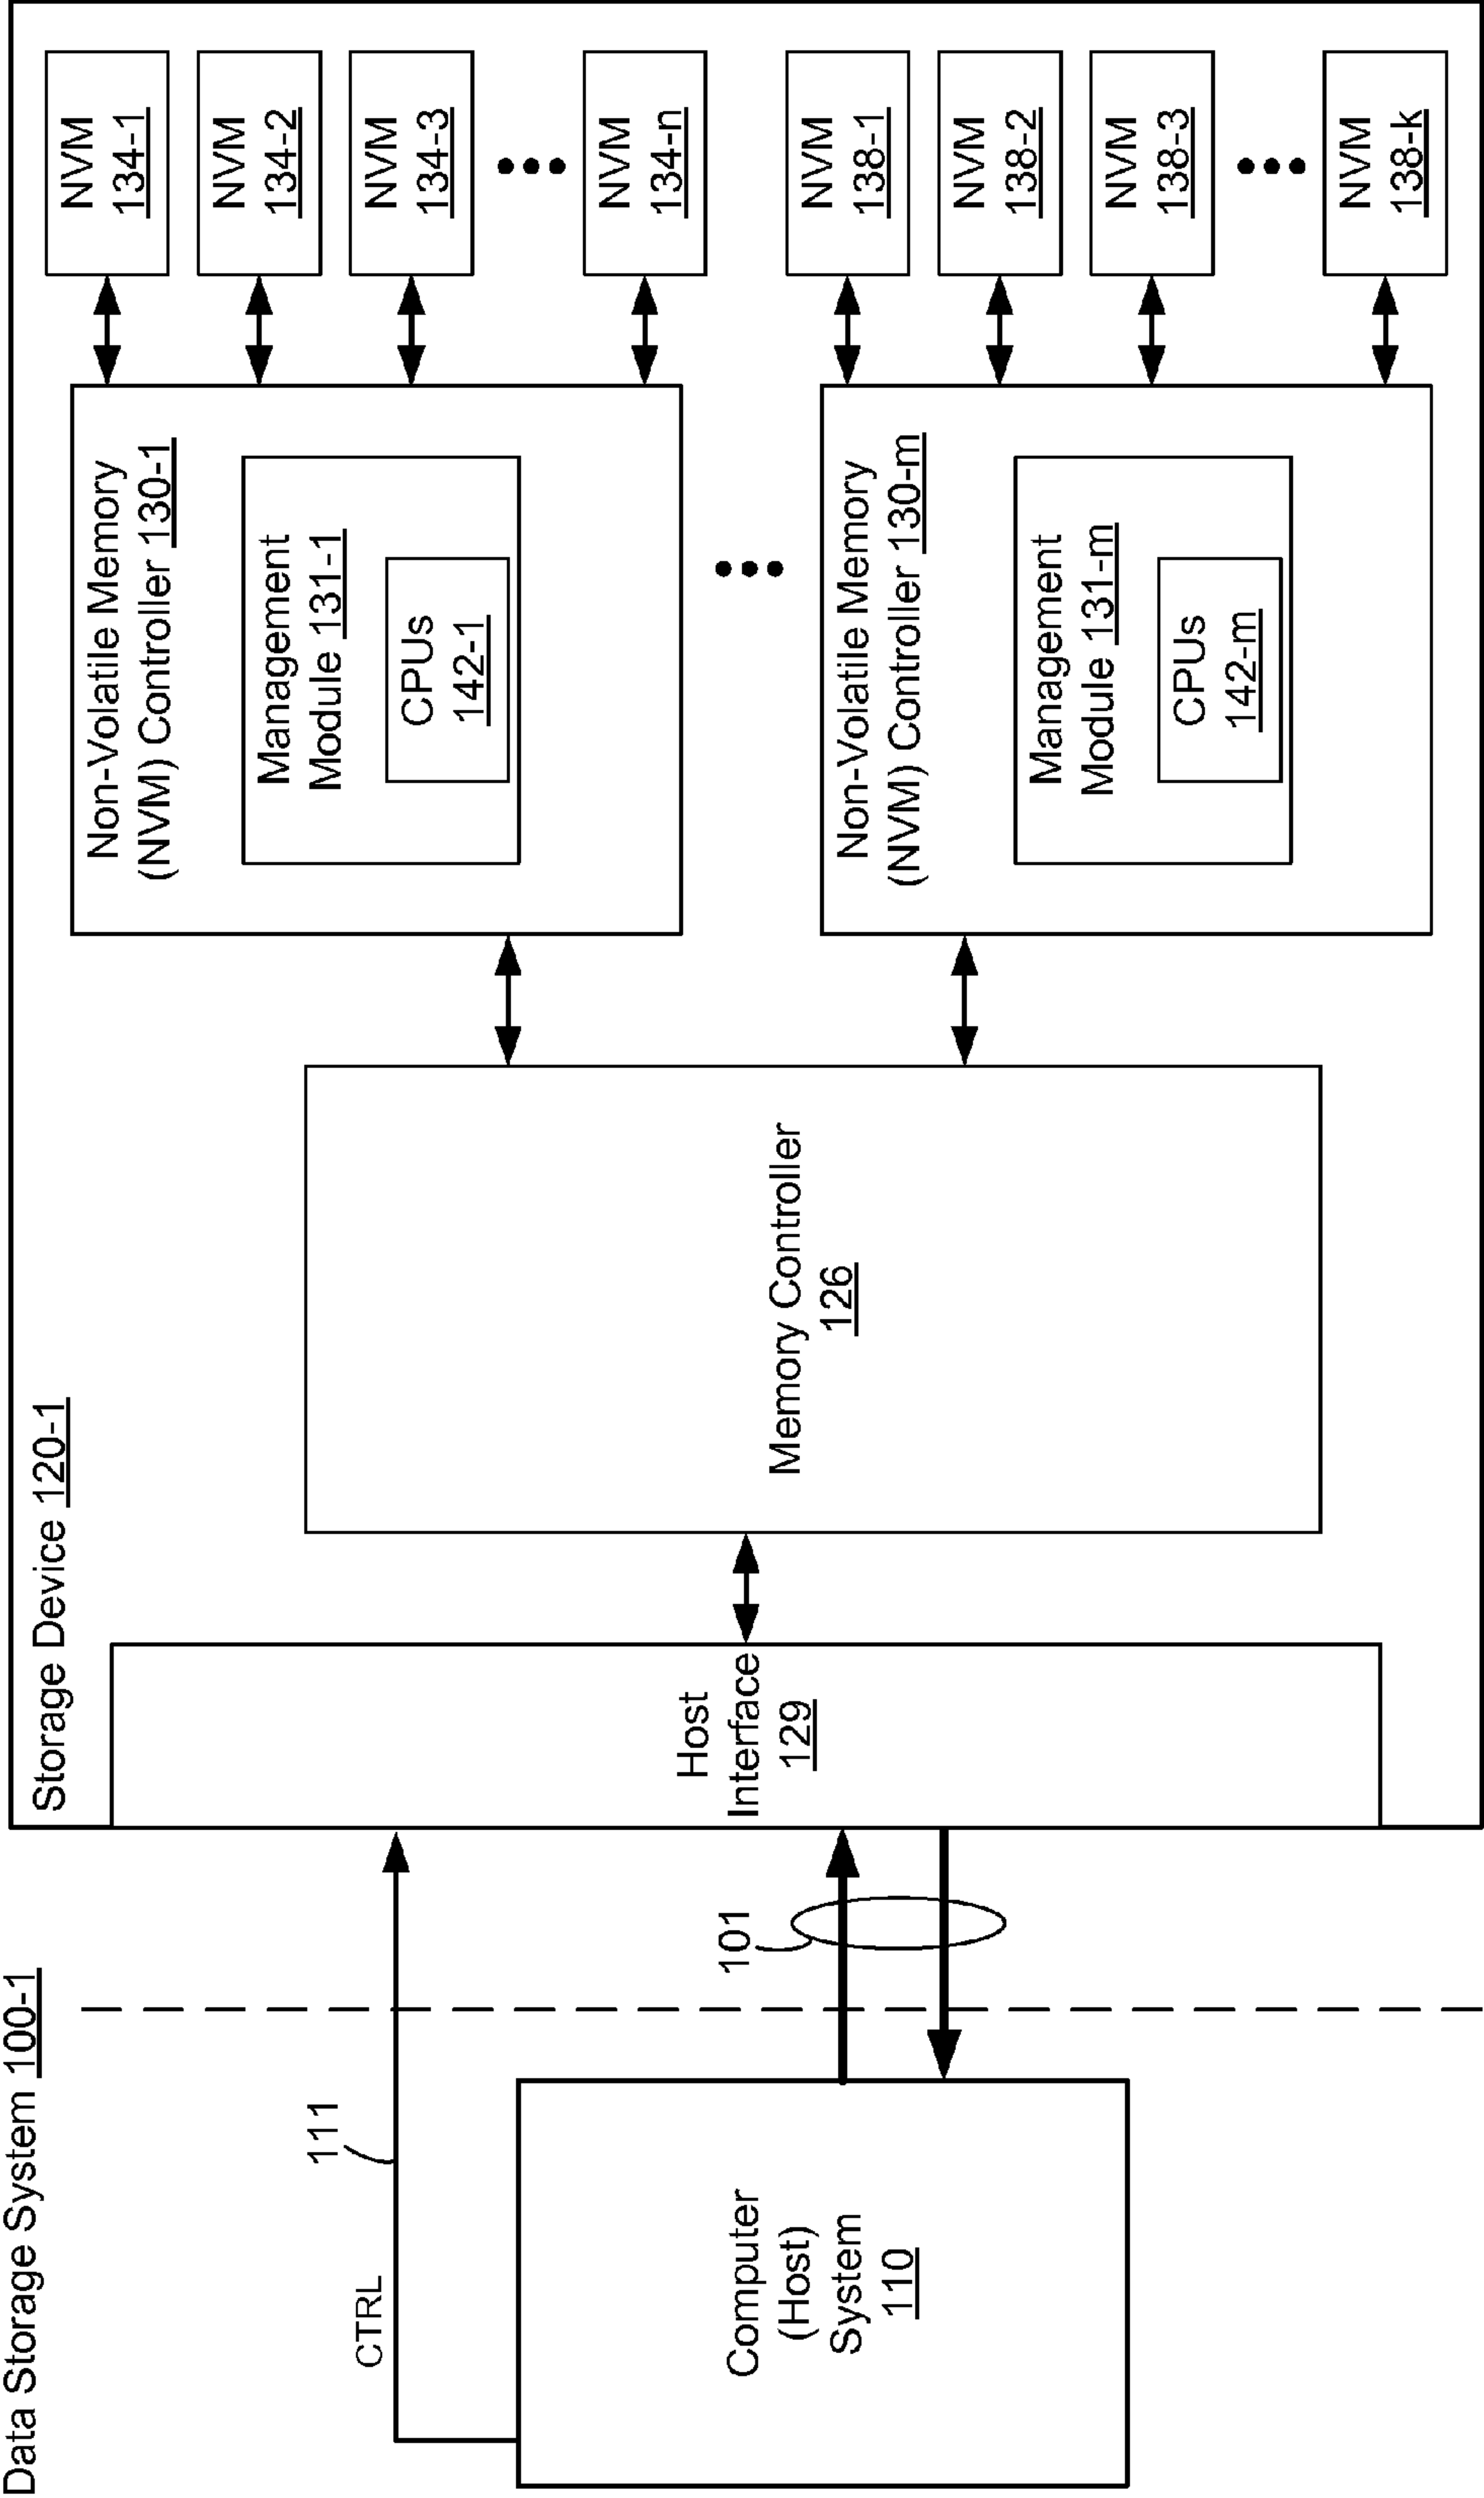 Data Storage System 100-1
Storage Device 120-1
CTRL
111
Computer
(Host)
System
110
101
Host
Interface
129
Memory Controller
126
Non-Volatile Memory
(NVM) Controller 130-1
Management
Module 131-1
CPUs
142-1
Non-Volatile Memory
(NVM) Controller 130-m
Management
Module 131-m
CPUs
142-m
NVM
134-1
NVM
134-2
NVM
134-3
NVM
134-n
NVM
138-1
NVM
138-2
NVM
138-3
NVM
138-k